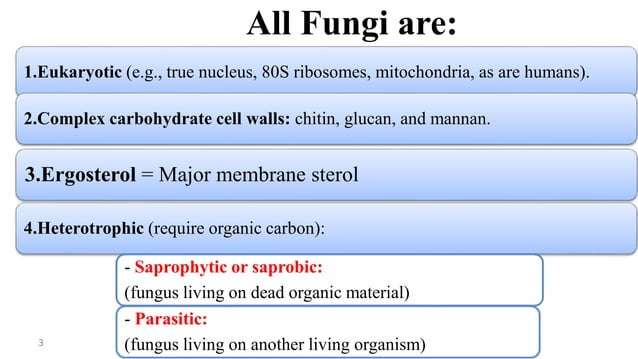 All Fungi are:
1.Eukaryotic (e.g., true nucleus, 80S ribosomes, mitochondria, as are humans).
2.Complex carbohydrate cell walls: chitin, glucan, and mannan.
3.Ergosterol = Major membrane sterol
4.Heterotrophic (require organic carbon):
- Saprophytic or saprobic:
(fungus living on dead organic material)
- Parasitic:
(fungus living on another living organism)
3